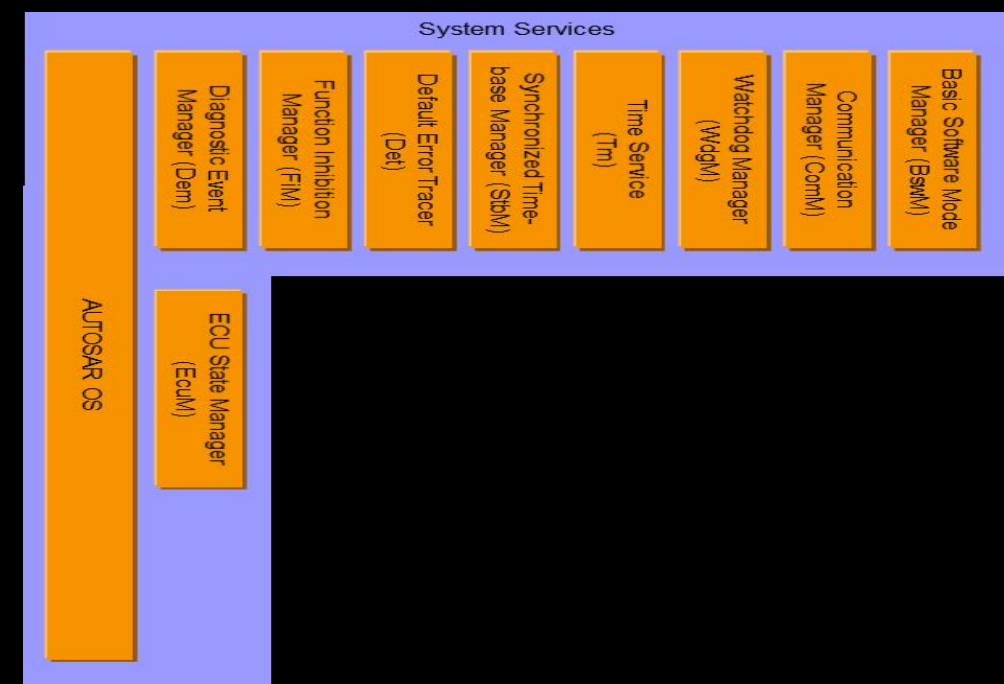 System Services
AUTOSAR OS
Diagnostic Event
Manager (Dem)
Function Inhibition
Manager (FiM)
Default Error Tracer
(Det)
Synchronized Time-
base Manager (StbM)
Time Service
(Tm)
Watchdog Manager
(WdgM)
Communication
Manager (ComM)
Basic Software Mode
Manager (BswM)
ECU State Manager
(EcuM)